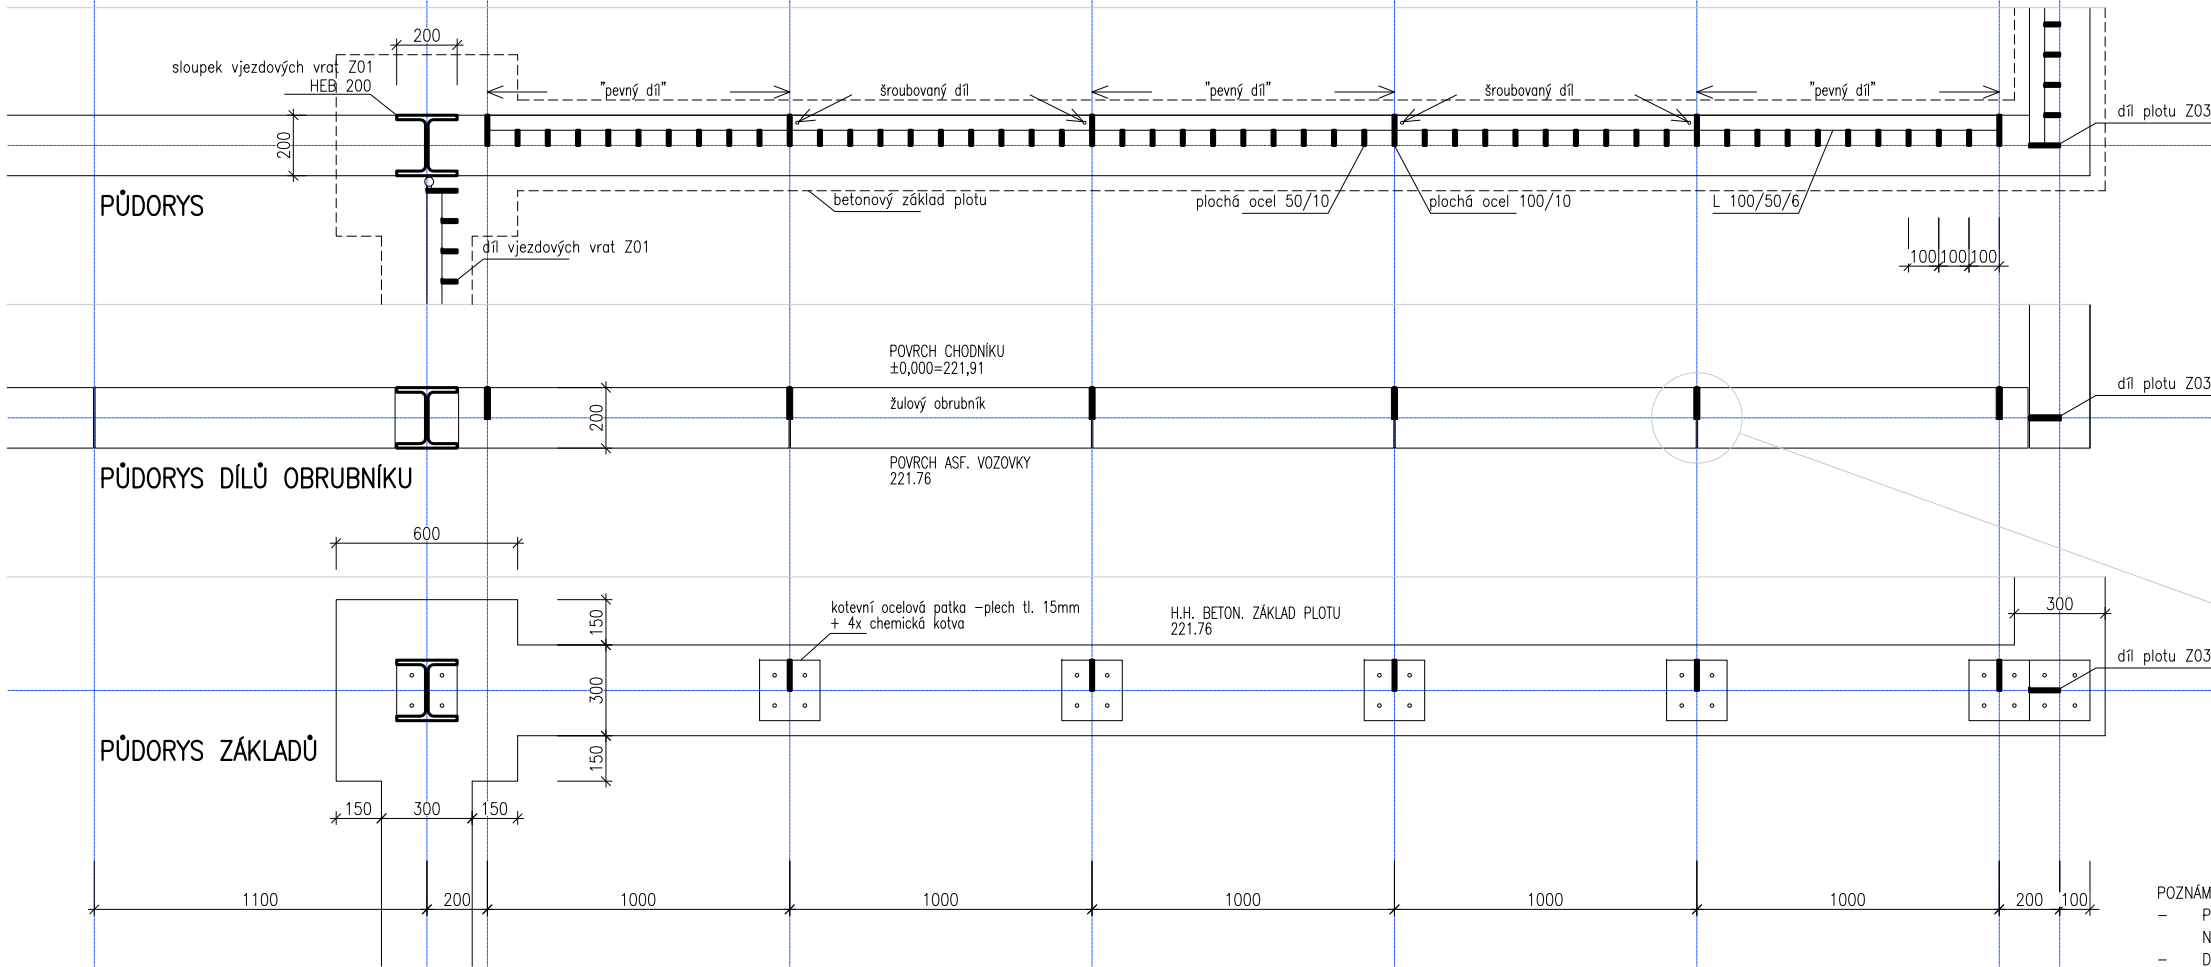 200
sloupek vjezdových vrat Z01
HEB 200
"pevný díl"
šroubovaný díl
"pevný díl"
šroubovaný díl
"pevný díl"
díl plotu Z03
200
PŮDORYS
betonový základ plotu
plochá ocel 50/10
plochá ocel 100/10
L 100/50/6
díl vjezdových vrat Z01
100 100 100
POVRCH CHODNÍKU
±0,000=221,91
díl plotu Z03
žulový obrubník
200
POVRCH ASF. VOZOVKY
221.76
PŮDORYS DÍLŮ OBRUBNÍKU
600
kotevní ocelová patka -plech tl. 15mm
+ 4x chemická kotva
H.H. BETON. ZÁKLAD PLOTU
221.76
300
150
díl plotu Z03
300
PŮDORYS ZÁKLADŮ
150
150 300 150
1100 200 1000 1000 1000 1000 1000 200 100
POZNÁM
- P
N
- D